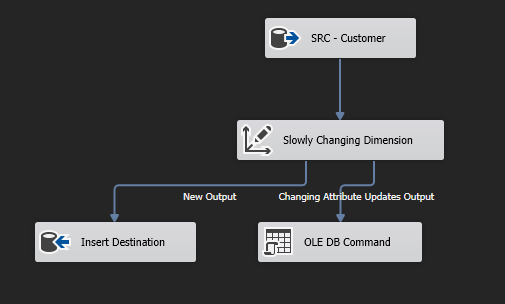 SRC - Customer
Slowly Changing Dimension
New Output
Changing Attribute Updates Output
Insert Destination
OLE DB Command